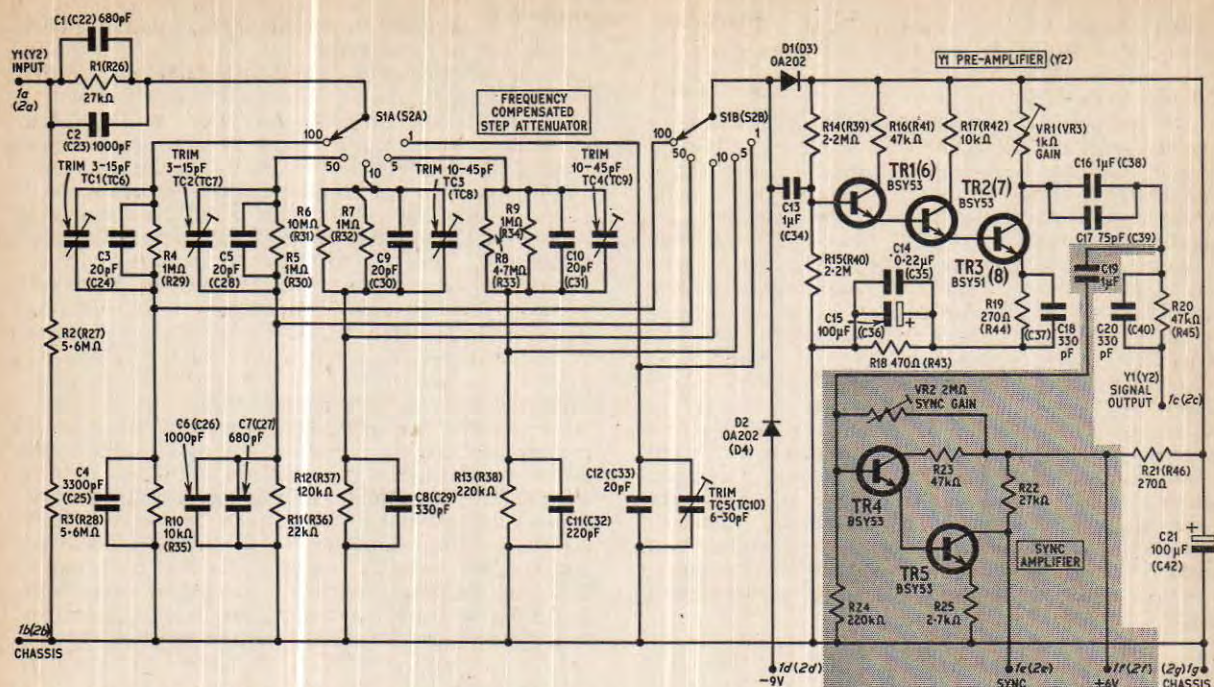 C1(C22) 680pF
Y1(Y2)
INPUT
1a
(2a)
R1(R26)
27kΩ
C2
(C23) 1000pF
TRIM
3-15pF
TC1(TC6)
TRIM
3-15pF
TC2(TC7)
S1A(S2A)
100
50
10
5
1
FREQUENCY
COMPENSATED
STEP ATTENUATOR
TRIM 10-45pF
TC3
(TC8)
TRIM
10-45pF
TC4(TC9)
S1B(S2B)
100
50
10
5
1
C3
20pF
(C24)
R4
1MΩ
(R29)
C5
20pF
(C28)
R5
1MΩ
(R30)
R6
10MΩ
(R31)
R7
1MΩ
(R32)
C9
20pF
(C30)
R9
1MΩ
(R34)
R8
4·7MΩ
(R33)
C10
20pF
(C31)
R2(R27)
5·6MΩ
C4
3300pF
(C25)
R3(R28)
5·6MΩ
R10
10kΩ
(R35)
C6(C26)
1000pF
C7(C27)
680pF
R11(R36)
22kΩ
R12(R37)
120kΩ
C8(C29)
330pF
R13(R38)
220kΩ
C11(C32)
220pF
C12(C33)
20pF
TRIM
TC5(TC10)
6-30pF
1b(2b)
CHASSIS
D1(D3)
OA202
Y1 PRE-AMPLIFIER (Y2)
R14(R39)
2·2MΩ
R16(R41)
47kΩ
R17(R42)
10kΩ
VR1(VR3)
1kΩ
GAIN
C13
1µF
(C34)
TR1(6)
BSY53
TR2(7)
BSY53
TR3
BSY51 (8)
C16 1µF (C38)
C17 75pF (C39)
R15(R40)
2·2M
C14
0·22µF
(C35)
C15
100µF
(C36)
+
R18 470Ω (R43)
R19
270Ω
(R44)
(C37)
C18
330
pF
C19
1µF
C20
330
pF
(C40)
R20
47kΩ
(R45)
Y1(Y2)
SIGNAL
OUTPUT
1c(2c)
D2
OA202
(D4)
VR2 2MΩ
SYNC GAIN
TR4
BSY53
R23
47kΩ
R22
27kΩ
R21(R46)
270Ω
TR5
BSY53
SYNC
AMPLIFIER
C21
100µF
(C42)
+
R24
220kΩ
R25
2·7kΩ
1d(2d)
-9V
1e(2e)
SYNC
1f(2f)
+6V
(2g)1g
CHASSIS